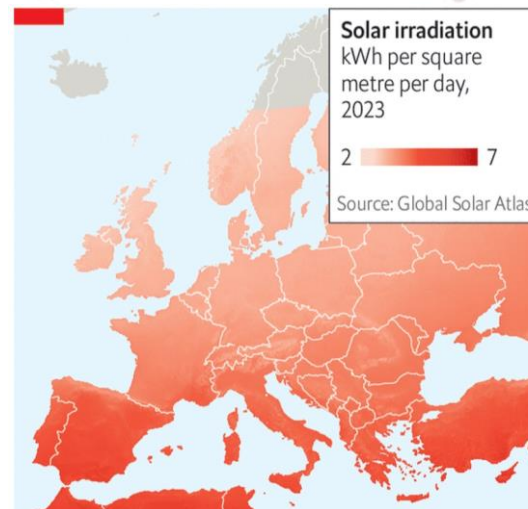 Solar irradiation
kWh per square
metre per day,
2023
2 7
Source: Global Solar Atlas